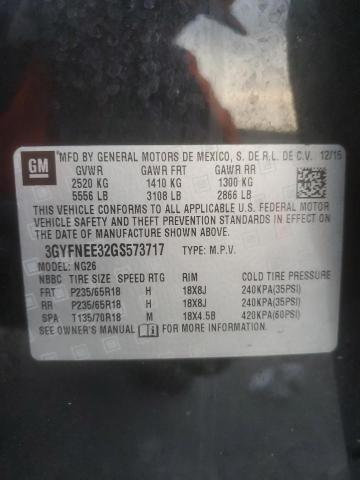 GM
*MFD BY GENERAL MOTORS DE MEXICO, S. DE R.L. DE C.V. 12/15
GVWR GAWR FRT GAWR RR
2520 KG 1410 KG 1300 KG
5556 LB 3108 LB 2866 LB
THIS VEHICLE CONFORMS TO ALL APPLICABLE U.S. FEDERAL MOTOR
VEHICLE SAFETY AND THEFT PREVENTION STANDARDS IN EFFECT ON
THE DATE OF MANUFACTURE SHOWN ABOVE.
3GYFNEE32GS573717 TYPE: M.P.V.
MODEL: NG26
NBBC TIRE SIZE SPEED RTG RIM COLD TIRE PRESSURE
FRT P235/65R18 H 18X8J 240KPA(35PSI)
RR P235/65R18 H 18X8J 240KPA(35PSI)
SPA T135/70R18 M 18X4.5B 420KPA(60PSI)
SEE OWNER'S MANUAL FOR MORE INFORMATION.